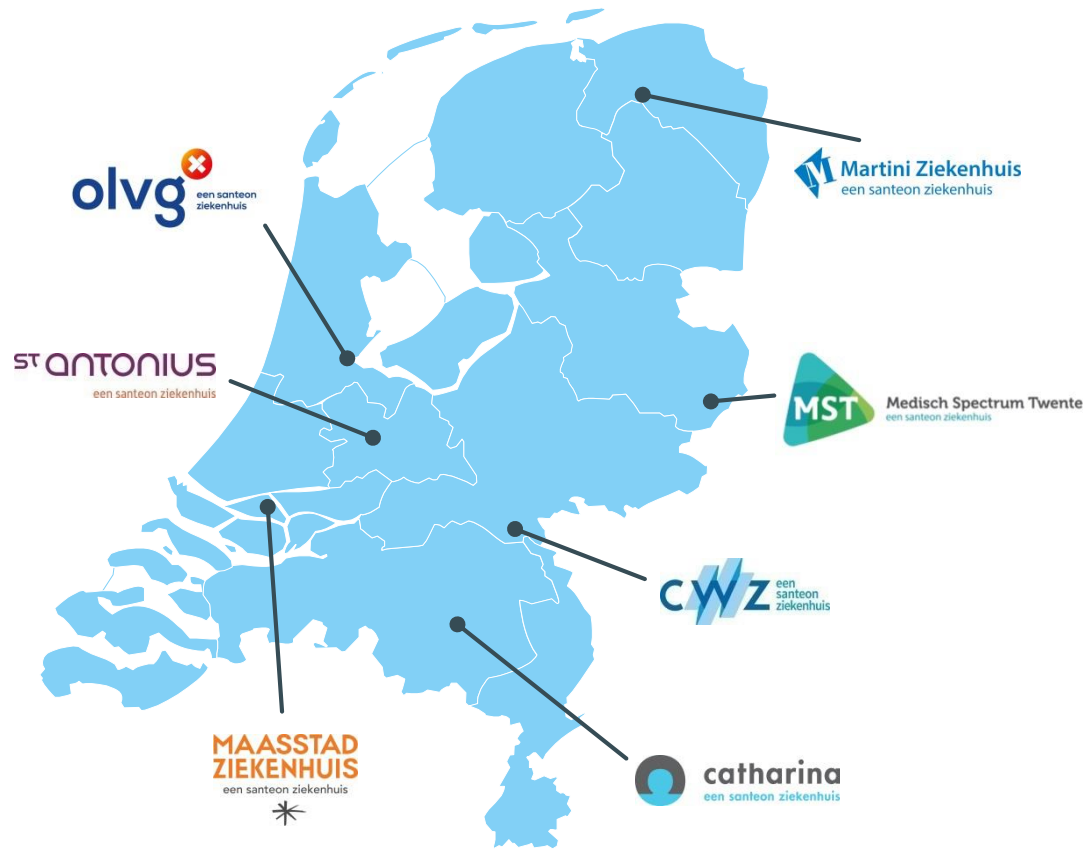 Martini Ziekenhuis
een santeon ziekenhuis
olvg
een santeon
ziekenhuis
ST antonius
een santeon ziekenhuis
MST
Medisch Spectrum Twente
een santeon ziekenhuis
CWZ
een
santeon
ziekenhuis
MAASSTAD
ZIEKENHUIS
een santeon ziekenhuis
catharina
een santeon ziekenhuis